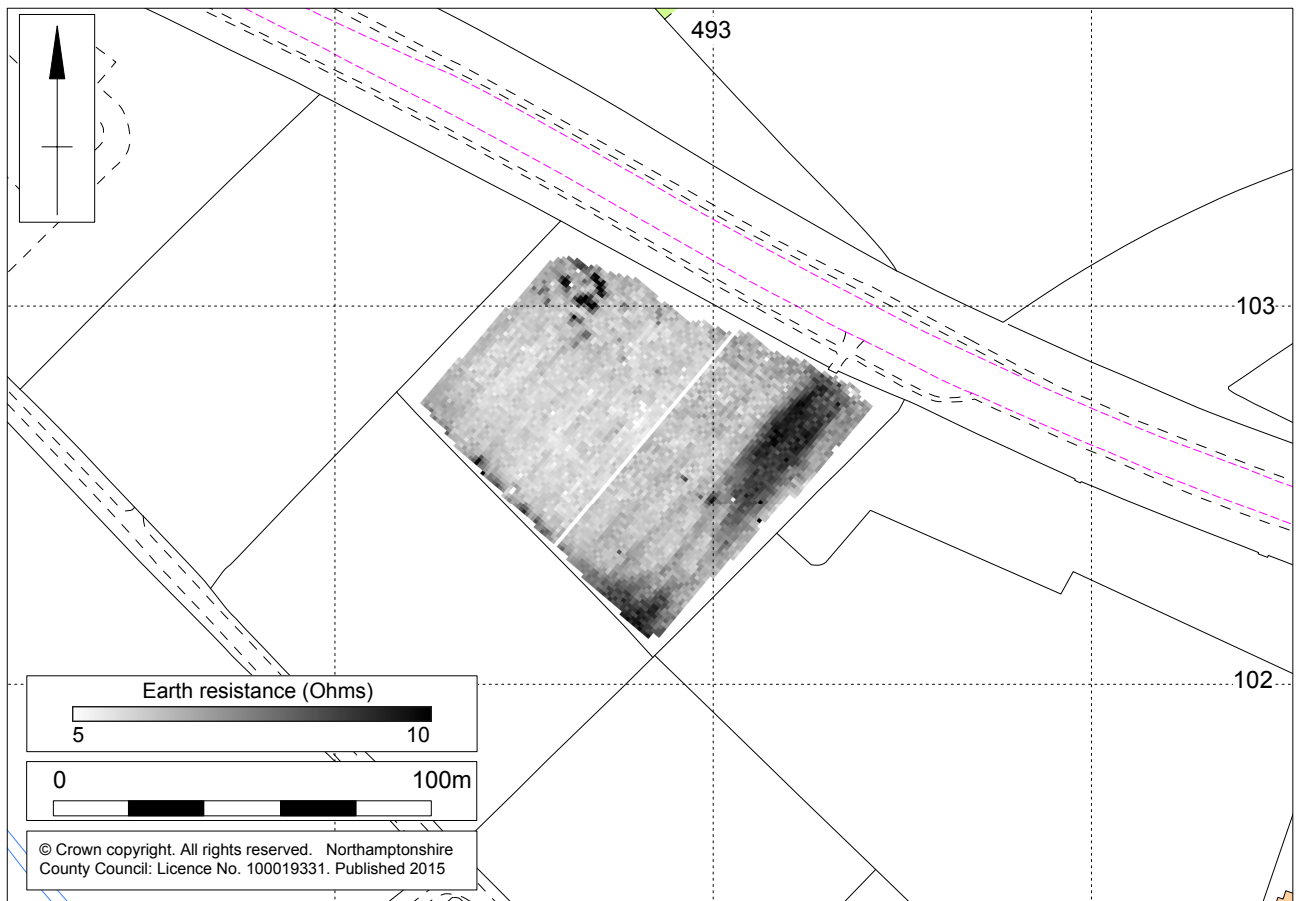 493
103
102
Earth resistance (Ohms)
5 10
0 100m
© Crown copyright. All rights reserved. Northamptonshire
County Council: Licence No. 100019331. Published 2015